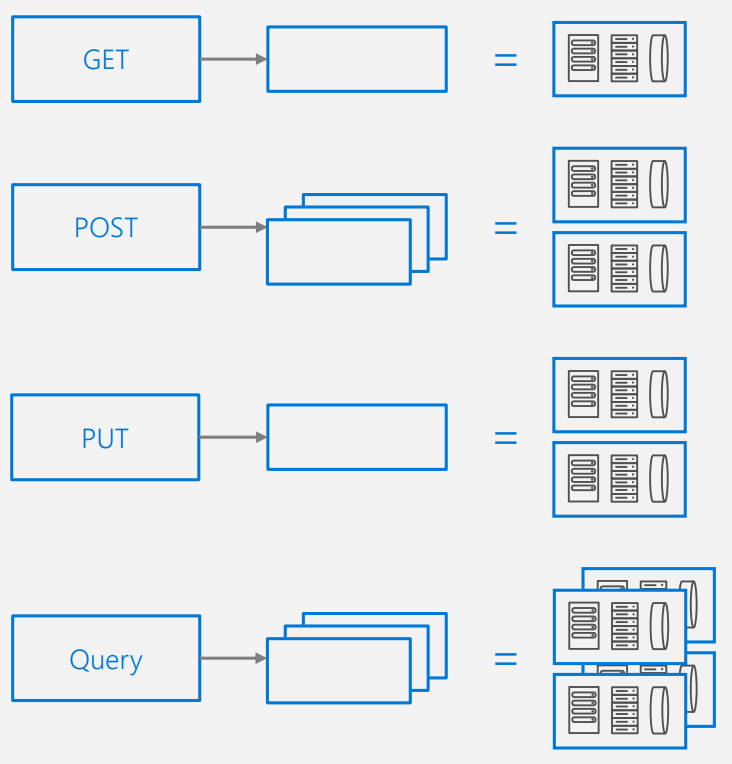 GET
=
POST
=
PUT
=
Query
=